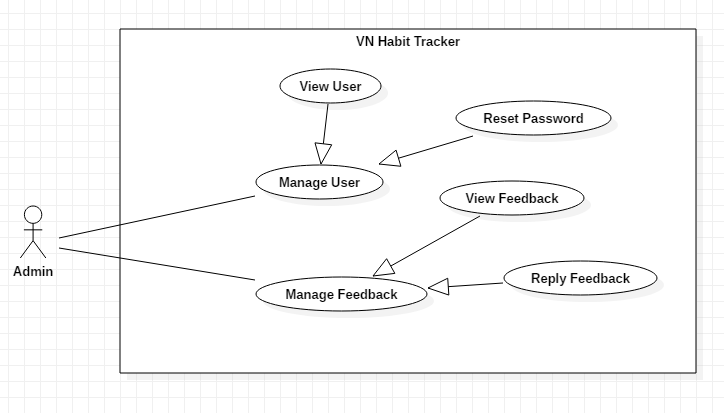 VN Habit Tracker
View User
Reset Password
Manage User
View Feedback
Admin
Reply Feedback
Manage Feedback